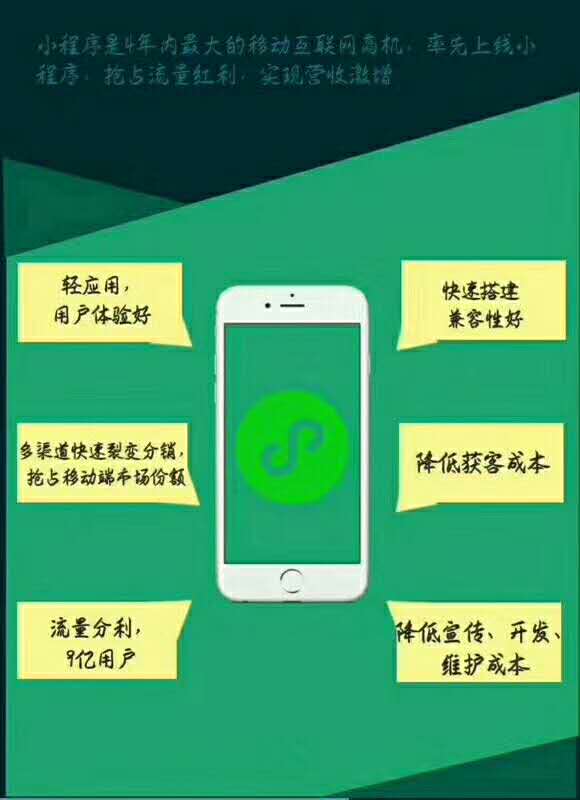 小程序是4年内最大的移动互联网商机，率先上线小
程序，抢占流量红利，实现营收激增
轻应用，
用户体验好
快速搭建
兼容性好
多渠道快速裂变分销，
抢占移动端市场份额
降低获客成本
流量分利，
9亿用户
降低宣传、开发、
维护成本